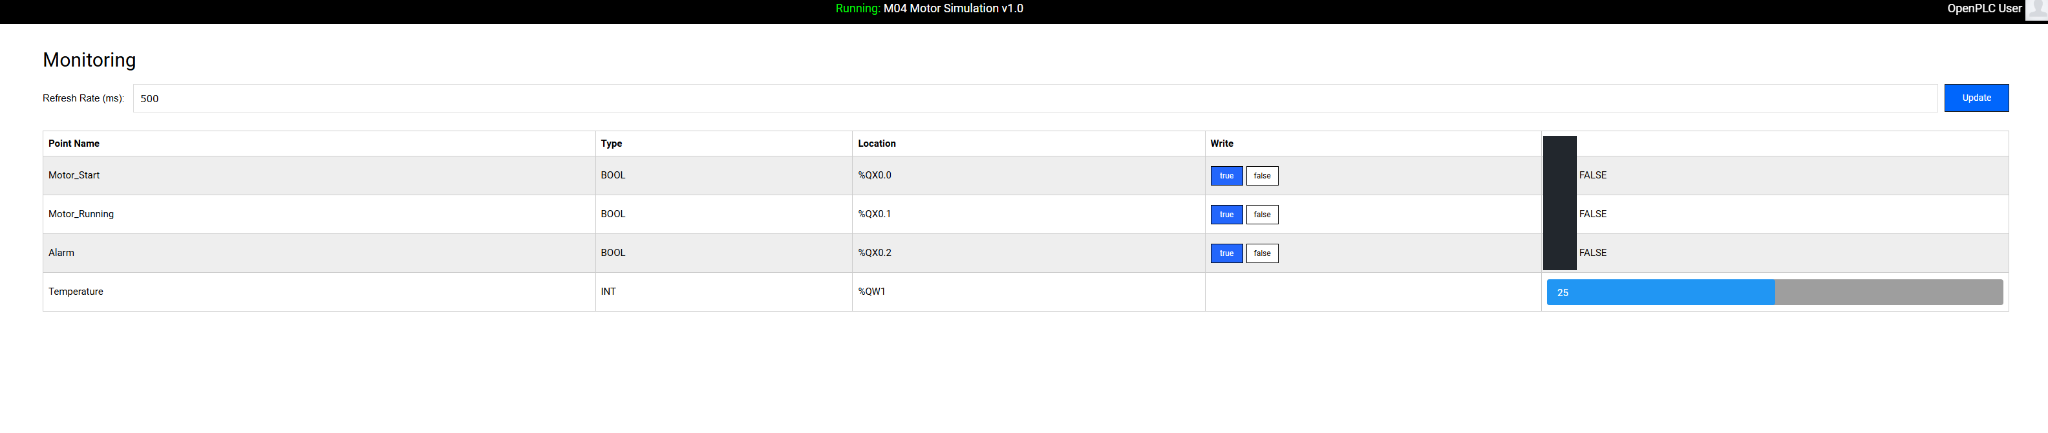 Running: M04 Motor Simulation v1.0
OpenPLC User
Monitoring
Refresh Rate (ms): 500 Update
Point Name Type Location Write
Motor_Start BOOL %QX0.0 true false FALSE
Motor_Running BOOL %QX0.1 true false FALSE
Alarm BOOL %QX0.2 true false FALSE
Temperature INT %QW1 25